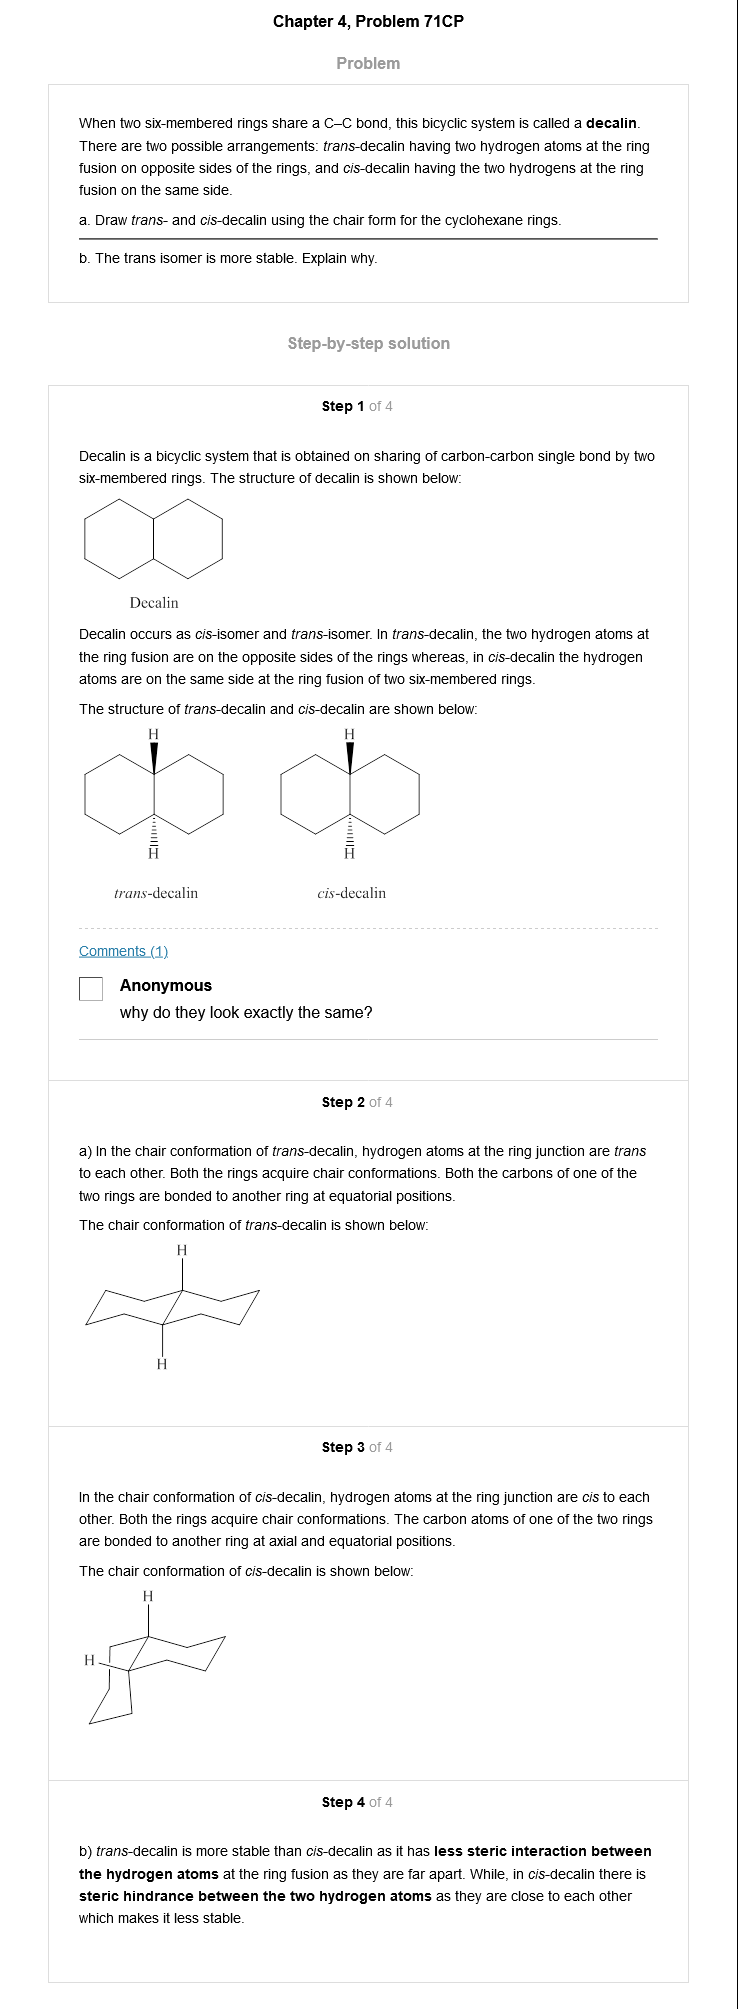 Chapter 4, Problem 71CP
Problem
When two six-membered rings share a C–C bond, this bicyclic system is called a decalin.
There are two possible arrangements: trans-decalin having two hydrogen atoms at the ring
fusion on opposite sides of the rings, and cis-decalin having the two hydrogens at the ring
fusion on the same side.
a. Draw trans- and cis-decalin using the chair form for the cyclohexane rings.
b. The trans isomer is more stable. Explain why.
Step-by-step solution
Step 1 of 4
Decalin is a bicyclic system that is obtained on sharing of carbon-carbon single bond by two
six-membered rings. The structure of decalin is shown below:
Decalin
Decalin occurs as cis-isomer and trans-isomer. In trans-decalin, the two hydrogen atoms at
the ring fusion are on the opposite sides of the rings whereas, in cis-decalin the hydrogen
atoms are on the same side at the ring fusion of two six-membered rings.
The structure of trans-decalin and cis-decalin are shown below:
H H
H H
trans-decalin cis-decalin
Comments (1)
Anonymous
why do they look exactly the same?
Step 2 of 4
a) In the chair conformation of trans-decalin, hydrogen atoms at the ring junction are trans
to each other. Both the rings acquire chair conformations. Both the carbons of one of the
two rings are bonded to another ring at equatorial positions.
The chair conformation of trans-decalin is shown below:
H
H
Step 3 of 4
In the chair conformation of cis-decalin, hydrogen atoms at the ring junction are cis to each
other. Both the rings acquire chair conformations. The carbon atoms of one of the two rings
are bonded to another ring at axial and equatorial positions.
The chair conformation of cis-decalin is shown below:
H
H
Step 4 of 4
b) trans-decalin is more stable than cis-decalin as it has less steric interaction between
the hydrogen atoms at the ring fusion as they are far apart. While, in cis-decalin there is
steric hindrance between the two hydrogen atoms as they are close to each other
which makes it less stable.